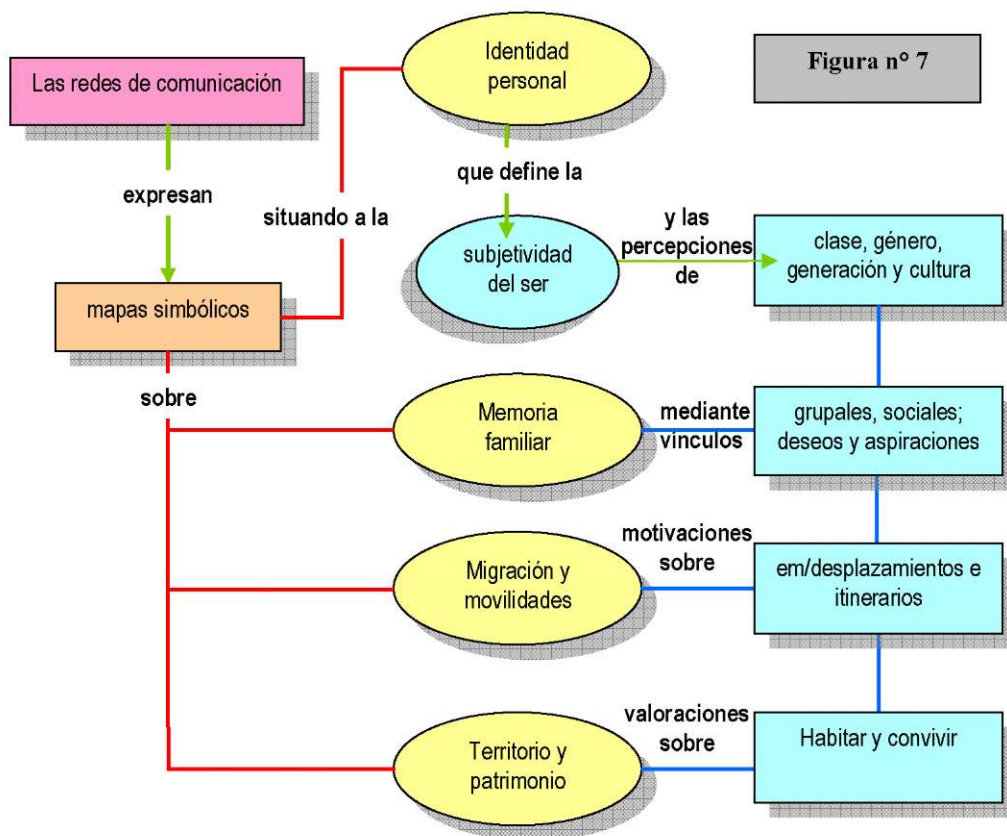 Figura n° 7
Las redes de comunicación
Identidad
personal
expresan
situando a la
que define la
mapas simbólicos
subjetividad
del ser
y las
percepciones
de
clase, género,
generación y cultura
sobre
Memoria
familiar
mediante
vínculos
grupales, sociales;
deseos y aspiraciones
Migración y
movilidades
motivaciones
sobre
em/desplazamientos e
itinerarios
Territorio y
patrimonio
valoraciones
sobre
Habitar y convivir